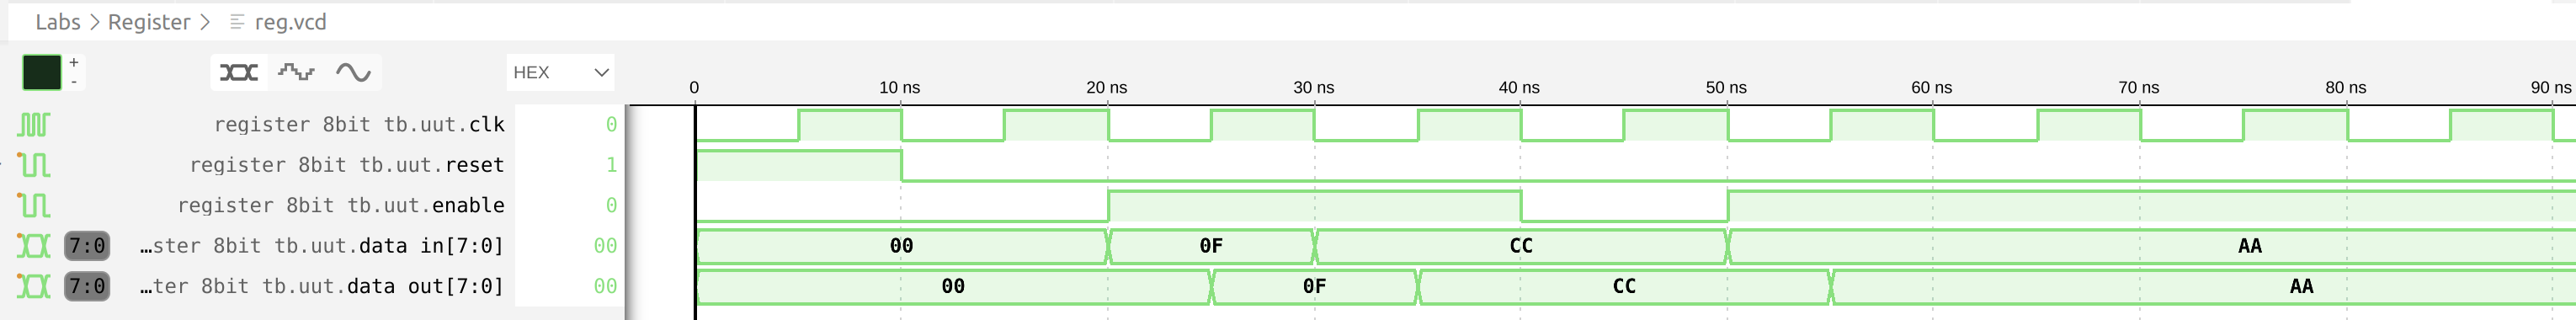 Labs > Register > reg.vcd
+
-
HEX
0 10 ns 20 ns 30 ns 40 ns 50 ns 60 ns 70 ns 80 ns 90 ns
register 8bit tb.uut.clk 0
register 8bit tb.uut.reset 1
register 8bit tb.uut.enable 0
7:0 …ster 8bit tb.uut.data in[7:0] 00 00 0F CC AA
7:0 …ter 8bit tb.uut.data out[7:0] 00 00 0F CC AA